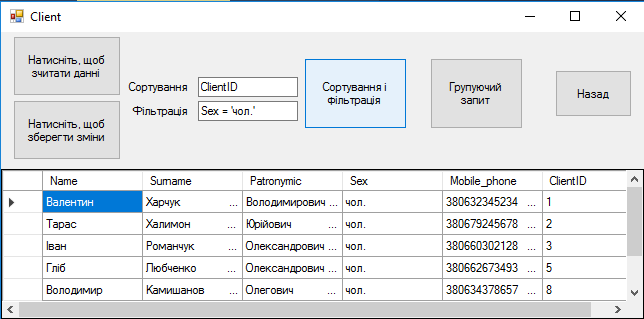 Client
Натисніть, щоб
зчитати данні
Натисніть, щоб
зберегти зміни
Сортування ClientID
Фільтрація Sex = 'чол.'
Сортування і
фільтрація
Групуючий
запит
Назад
Name Surname Patronymic Sex Mobile_phone ClientID
Валентин Харчук ... Володимирович ... чол. 380632345234 ... 1
Тарас Халимон ... Юрійович ... чол. 380679245678 ... 2
Іван Романчук ... Олександрович ... чол. 380660302128 ... 3
Гліб Любченко ... Олександрович ... чол. 380662673493 ... 5
Володимир Камишанов ... Олегович ... чол. 380634378657 ... 8